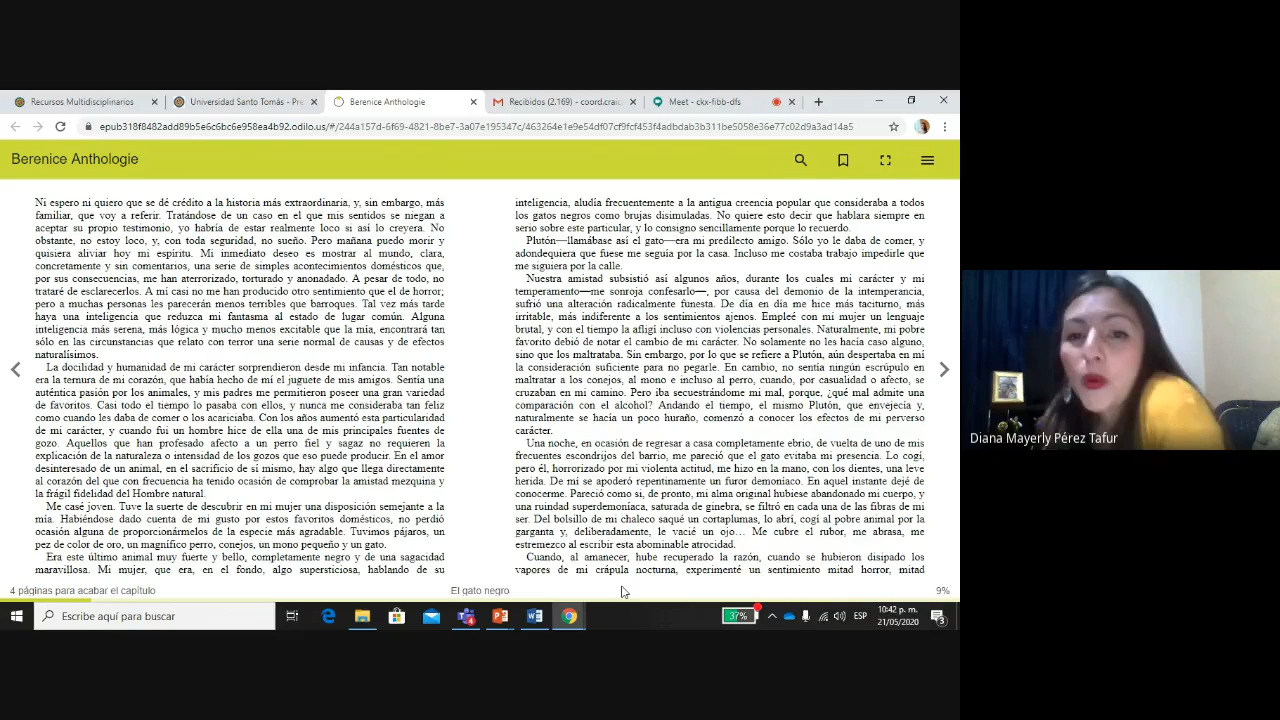 Recursos Multidisciplinarios
Universidad Santo Tomás - Pre
Berenice Anthologie
Recibidos (2.169) - coord.craic
Meet - ckx-fibb-dfs
epub318f8482add89b5e6c6bc6e958ea4b92.odilo.us/#/244a157d-6f69-4821-8be7-3a07e195347c/463264e1e9e54df07cf9fcf453f4adbdab3b311be5058e36e77c02d9a3ad14a5
Berenice Anthologie
Ni espero ni quiero que se dé crédito a la historia más extraordinaria, y, sin embargo, más
familiar, que voy a referir. Tratándose de un caso en el que mis sentidos se niegan a
aceptar su propio testimonio, yo habría de estar realmente loco si así lo creyera. No
obstante, no estoy loco, y, con toda seguridad, no sueño. Pero mañana puedo morir y
quisiera aliviar hoy mi espíritu. Mi inmediato deseo es mostrar al mundo, clara,
concretamente y sin comentarios, una serie de simples acontecimientos domésticos que,
por sus consecuencias, me han aterrorizado, torturado y anonadado. A pesar de todo, no
trataré de esclarecerlos. A mí casi no me han producido otro sentimiento que el de horror;
pero a muchas personas les parecerán menos terribles que barroques. Tal vez más tarde
haya una inteligencia que reduzca mi fantasma al estado de lugar común. Alguna
inteligencia más serena, más lógica y mucho menos excitable que la mía, encontrará tan
sólo en las circunstancias que relato con terror una serie normal de causas y de efectos
naturalísimos.
La docilidad y humanidad de mi carácter sorprendieron desde mi infancia. Tan notable
era la ternura de mi corazón, que había hecho de mí el juguete de mis amigos. Sentía una
auténtica pasión por los animales, y mis padres me permitieron poseer una gran variedad
de favoritos. Casi todo el tiempo lo pasaba con ellos, y nunca me consideraba tan feliz
como cuando les daba de comer o los acariciaba. Con los años aumentó esta particularidad
de mi carácter, y cuando fui un hombre hice de ella una de mis principales fuentes de
gozo. Aquellos que han profesado afecto a un perro fiel y sagaz no requieren la
explicación de la naturaleza o intensidad de los gozos que eso puede producir. En el amor
desinteresado de un animal, en el sacrificio de sí mismo, hay algo que llega directamente
al corazón del que con frecuencia ha tenido ocasión de comprobar la amistad mezquina y
la frágil fidelidad del Hombre natural.
Me casé joven. Tuve la suerte de descubrir en mi mujer una disposición semejante a la
mía. Habiéndose dado cuenta de mi gusto por estos favoritos domésticos, no perdió
ocasión alguna de proporcionármelos de la especie más agradable. Tuvimos pájaros, un
pez de color de oro, un magnífico perro, conejos, un mono pequeño y un gato.
Era este último animal muy fuerte y bello, completamente negro y de una sagacidad
maravillosa. Mi mujer, que era, en el fondo, algo supersticiosa, hablando de su
inteligencia, aludía frecuentemente a la antigua creencia popular que consideraba a todos
los gatos negros como brujas disimuladas. No quiere esto decir que hablara siempre en
serio sobre este particular, y lo consigno sencillamente porque lo recuerdo.
Plutón—llamábase así el gato—era mi predilecto amigo. Sólo yo le daba de comer, y
adondequiera que fuese me seguía por la casa. Incluso me costaba trabajo impedirle que
me siguiera por la calle.
Nuestra amistad subsistió así algunos años, durante los cuales mi carácter y mi
temperamento—me sonroja confesarlo—, por causa del demonio de la intemperancia,
sufrió una alteración radicalmente funesta. De día en día me hice más taciturno, más
irritable, más indiferente a los sentimientos ajenos. Empleé con mi mujer un lenguaje
brutal, y con el tiempo la afligí incluso con violencias personales. Naturalmente, mi pobre
favorito debió de notar el cambio de mi carácter. No solamente no les hacía caso alguno,
sino que los maltrataba. Sin embargo, por lo que se refiere a Plutón, aún despertaba en mí
la consideración suficiente para no pegarle. En cambio, no sentía ningún escrúpulo en
maltratar a los conejos, al mono e incluso al perro, cuando, por casualidad o afecto, se
cruzaban en mi camino. Pero iba secuestrándome mi mal, porque, ¿qué mal admite una
comparación con el alcohol? Andando el tiempo, el mismo Plutón, que envejecía y,
naturalmente se hacía un poco huraño, comenzó a conocer los efectos de mi perverso
carácter.
Una noche, en ocasión de regresar a casa completamente ebrio, de vuelta de uno de mis
frecuentes escondrijos del barrio, me pareció que el gato evitaba mi presencia. Lo cogí,
pero él, horrorizado por mi violenta actitud, me hizo en la mano, con los dientes, una leve
herida. De mí se apoderó repentinamente un furor demoníaco. En aquel instante dejé de
conocerme. Pareció como si, de pronto, mi alma original hubiese abandonado mi cuerpo, y
una ruindad superdemoníaca, saturada de ginebra, se filtró en cada una de las fibras de mi
ser. Del bolsillo de mi chaleco saqué un cortaplumas, lo abrí, cogí al pobre animal por la
garganta y, deliberadamente, le vacié un ojo... Me cubre el rubor, me abrasa, me
estremezco al escribir esta abominable atrocidad.
Cuando, al amanecer, hube recuperado la razón, cuando se hubieron disipado los
vapores de mi crápula nocturna, experimenté un sentimiento mitad horror, mitad
4 páginas para acabar el capítulo
El gato negro
9%
Diana Mayerly Pérez Tafur
Escribe aquí para buscar
37%
ESP
10:42 p. m.
21/05/2020
3